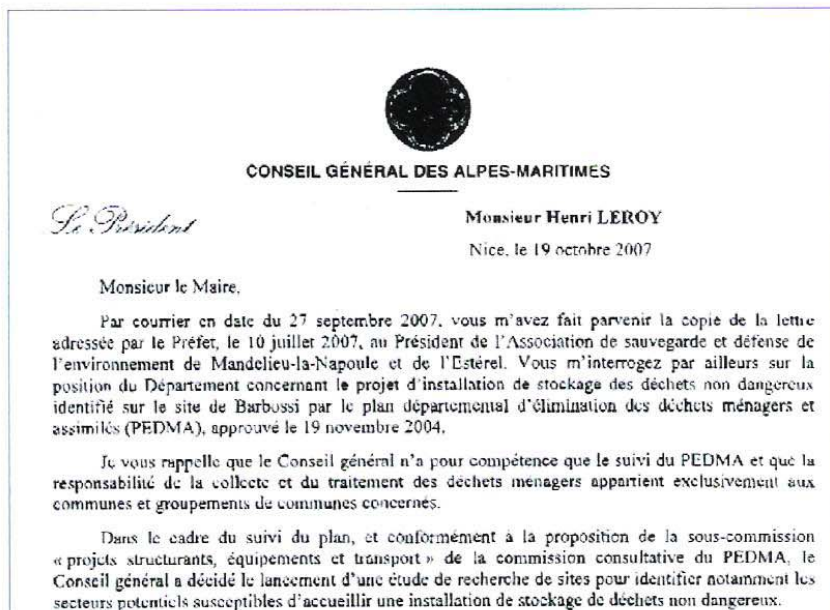 CONSEIL GÉNÉRAL DES ALPES-MARITIMES
Le Président
Monsieur Henri LEROY
Nice, le 19 octobre 2007
Monsieur le Maire,
Par courrier en date du 27 septembre 2007, vous m'avez fait parvenir la copie de la lettre
adressée par le Préfet, le 10 juillet 2007, au Président de l'Association de sauvegarde et défense de
l'environnement de Mandelieu-la-Napoule et de l'Estérel. Vous m'interrogez par ailleurs sur la
position du Département concernant le projet d'installation de stockage des déchets non dangereux
identifié sur le site de Barbossi par le plan départemental d'élimination des déchets ménagers et
assimilés (PEDMA), approuvé le 19 novembre 2004.
Je vous rappelle que le Conseil général n'a pour compétence que le suivi du PEDMA et que la
responsabilité de la collecte et du traitement des déchets ménagers appartient exclusivement aux
communes et groupements de communes concernés.
Dans le cadre du suivi du plan, et conformément à la proposition de la sous-commission
« projets structurants, équipements et transport » de la commission consultative du PEDMA, le
Conseil général a décidé le lancement d'une étude de recherche de sites pour identifier notamment les
secteurs potentiels susceptibles d'accueillir une installation de stockage de déchets non dangereux.